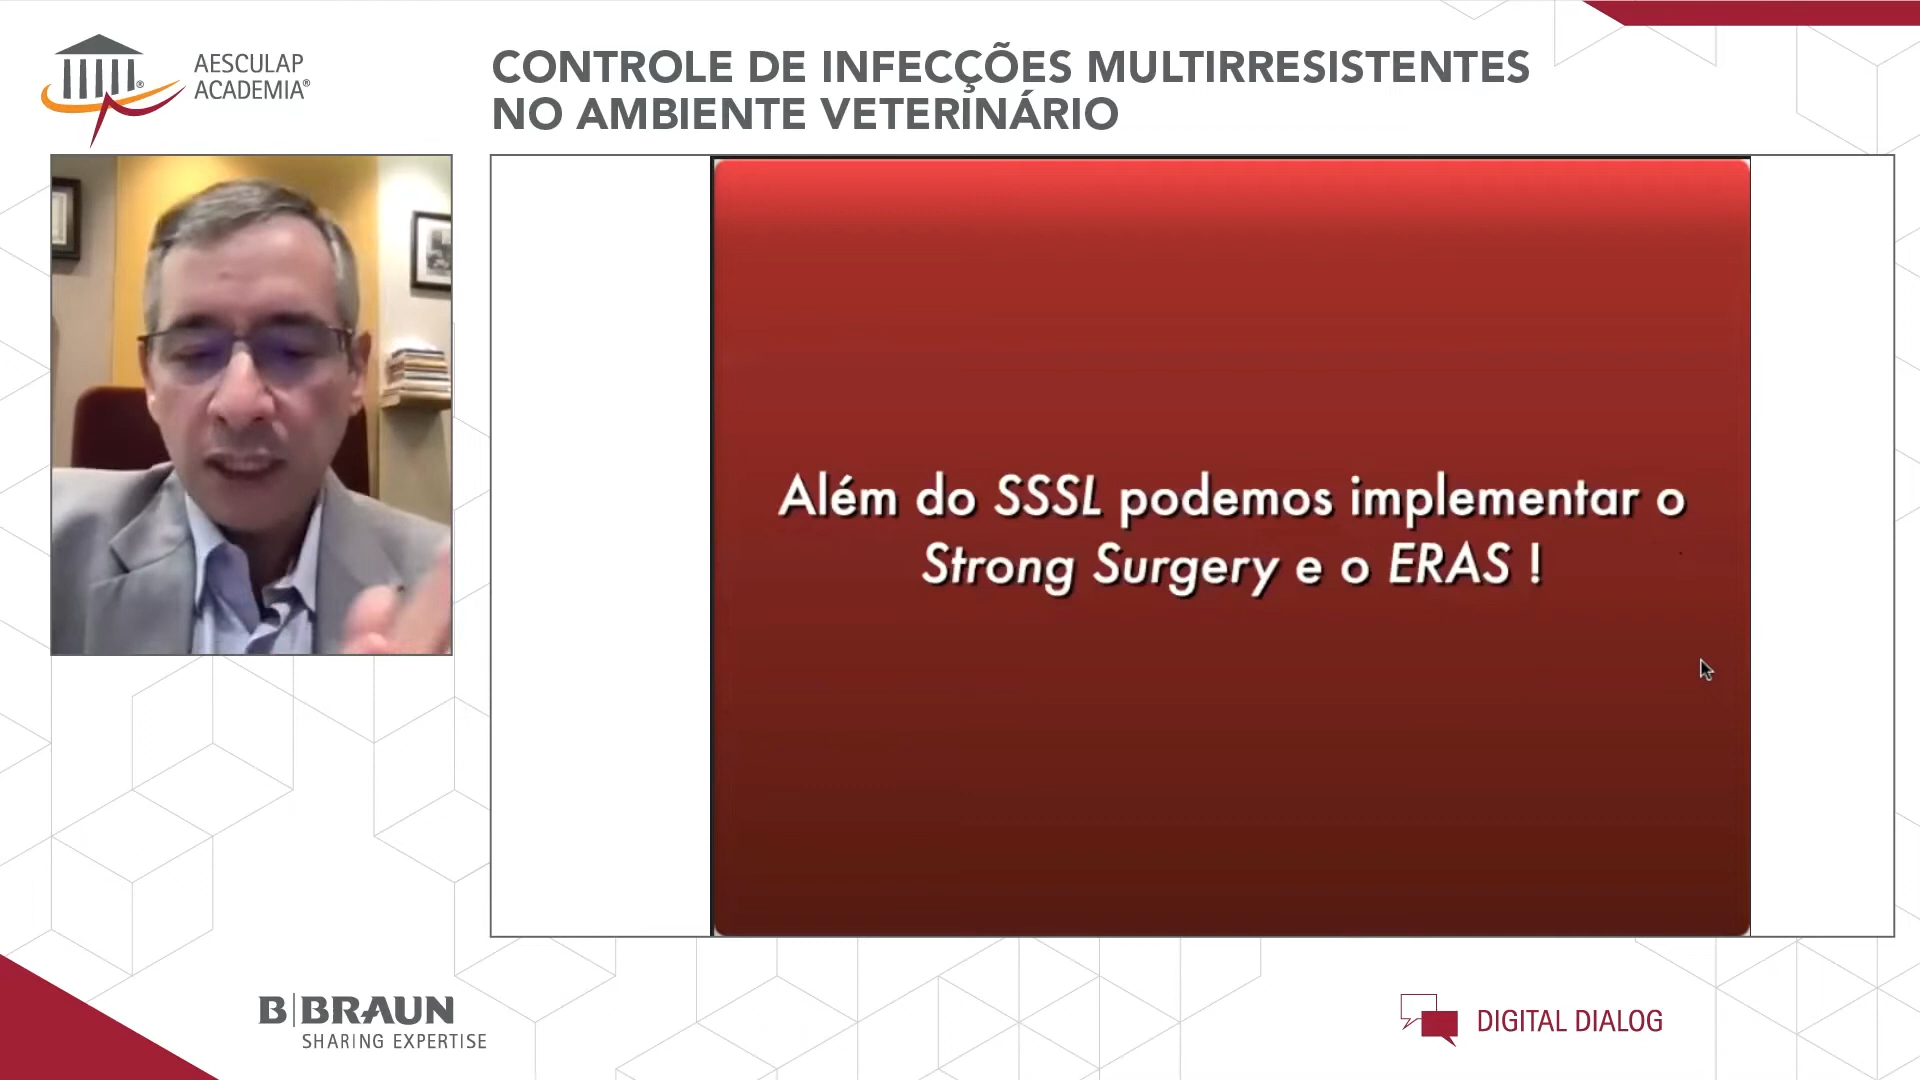 AESCULAP
ACADEMIA®
CONTROLE DE INFECÇÕES MULTIRRESISTENTES
NO AMBIENTE VETERINÁRIO
Além do SSSL podemos implementar o
Strong Surgery e o ERAS !
B|BRAUN
SHARING EXPERTISE
DIGITAL DIALOG